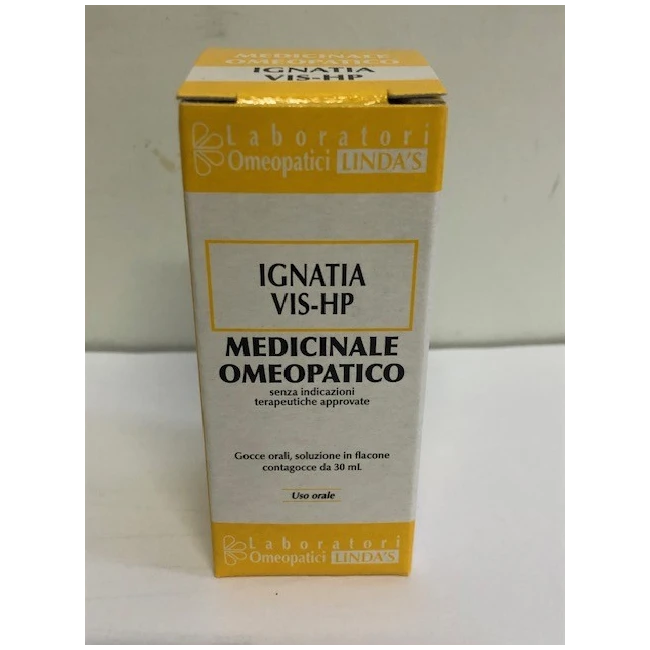 MEDICINALE
OMEOPATICO
IGNATIA
VIS-HP
Laboratori
Omeopatici LINDA'S
IGNATIA
VIS-HP
MEDICINALE
OMEOPATICO
senza indicazioni
terapeutiche approvate
Gocce orali, soluzione in flacone
contagocce da 30 ml.
Uso orale
Laboratori
Omeopatici LINDA'S